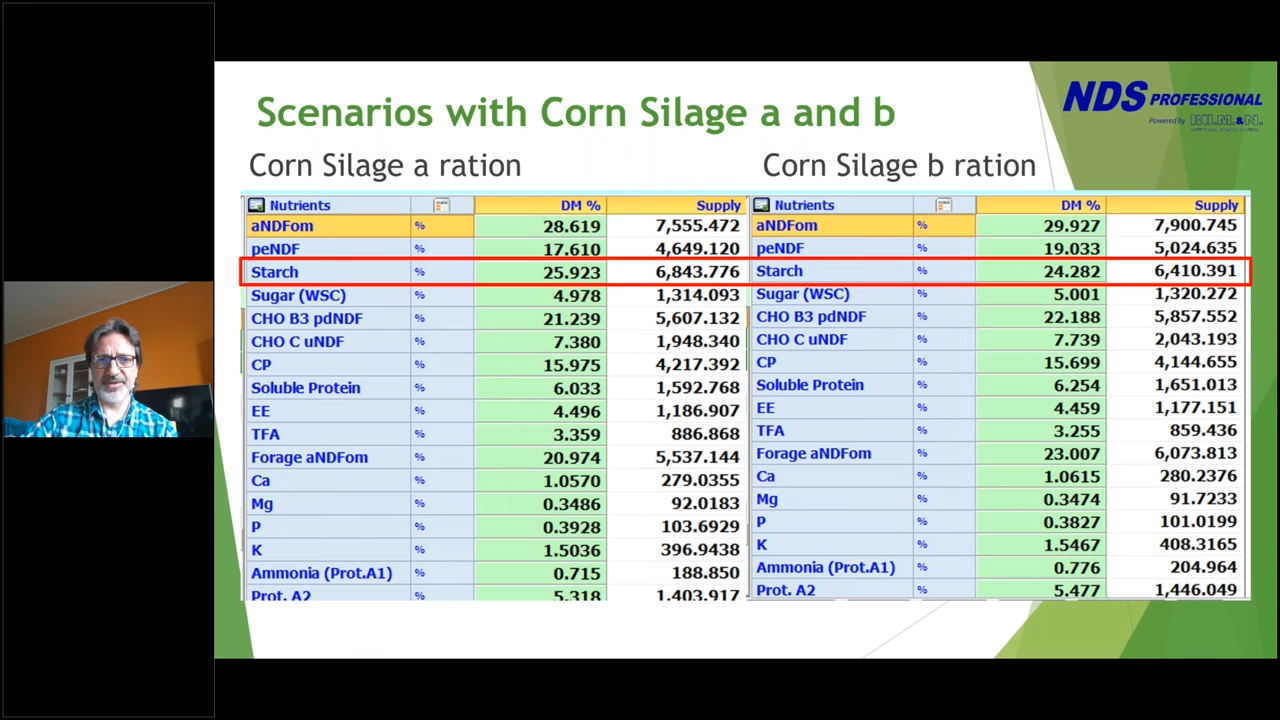 Scenarios with Corn Silage a and b
NDS PROFESSIONAL
Powered by
Corn Silage a ration
Corn Silage b ration
Nutrients DM % Supply
aNDFom % 28.619 7,555.472
peNDF % 17.610 4,649.120
Starch % 25.923 6,843.776
Sugar (WSC) % 4.978 1,314.093
CHO B3 pdNDF % 21.239 5,607.132
CHO C uNDF % 7.380 1,948.340
CP % 15.975 4,217.392
Soluble Protein % 6.033 1,592.768
EE % 4.496 1,186.907
TFA % 3.359 886.868
Forage aNDFom % 20.974 5,537.144
Ca % 1.0570 279.0355
Mg % 0.3486 92.0183
P % 0.3928 103.6929
K % 1.5036 396.9438
Ammonia (Prot.A1) % 0.715 188.850
Prot. A2 % 5.318 1,403.917
Nutrients DM % Supply
aNDFom % 29.927 7,900.745
peNDF % 19.033 5,024.635
Starch % 24.282 6,410.391
Sugar (WSC) % 5.001 1,320.272
CHO B3 pdNDF % 22.188 5,857.552
CHO C uNDF % 7.739 2,043.193
CP % 15.699 4,144.655
Soluble Protein % 6.254 1,651.013
EE % 4.459 1,177.151
TFA % 3.255 859.436
Forage aNDFom % 23.007 6,073.813
Ca % 1.0615 280.2376
Mg % 0.3474 91.7233
P % 0.3827 101.0199
K % 1.5467 408.3165
Ammonia (Prot.A1) % 0.776 204.964
Prot. A2 % 5.477 1,446.049